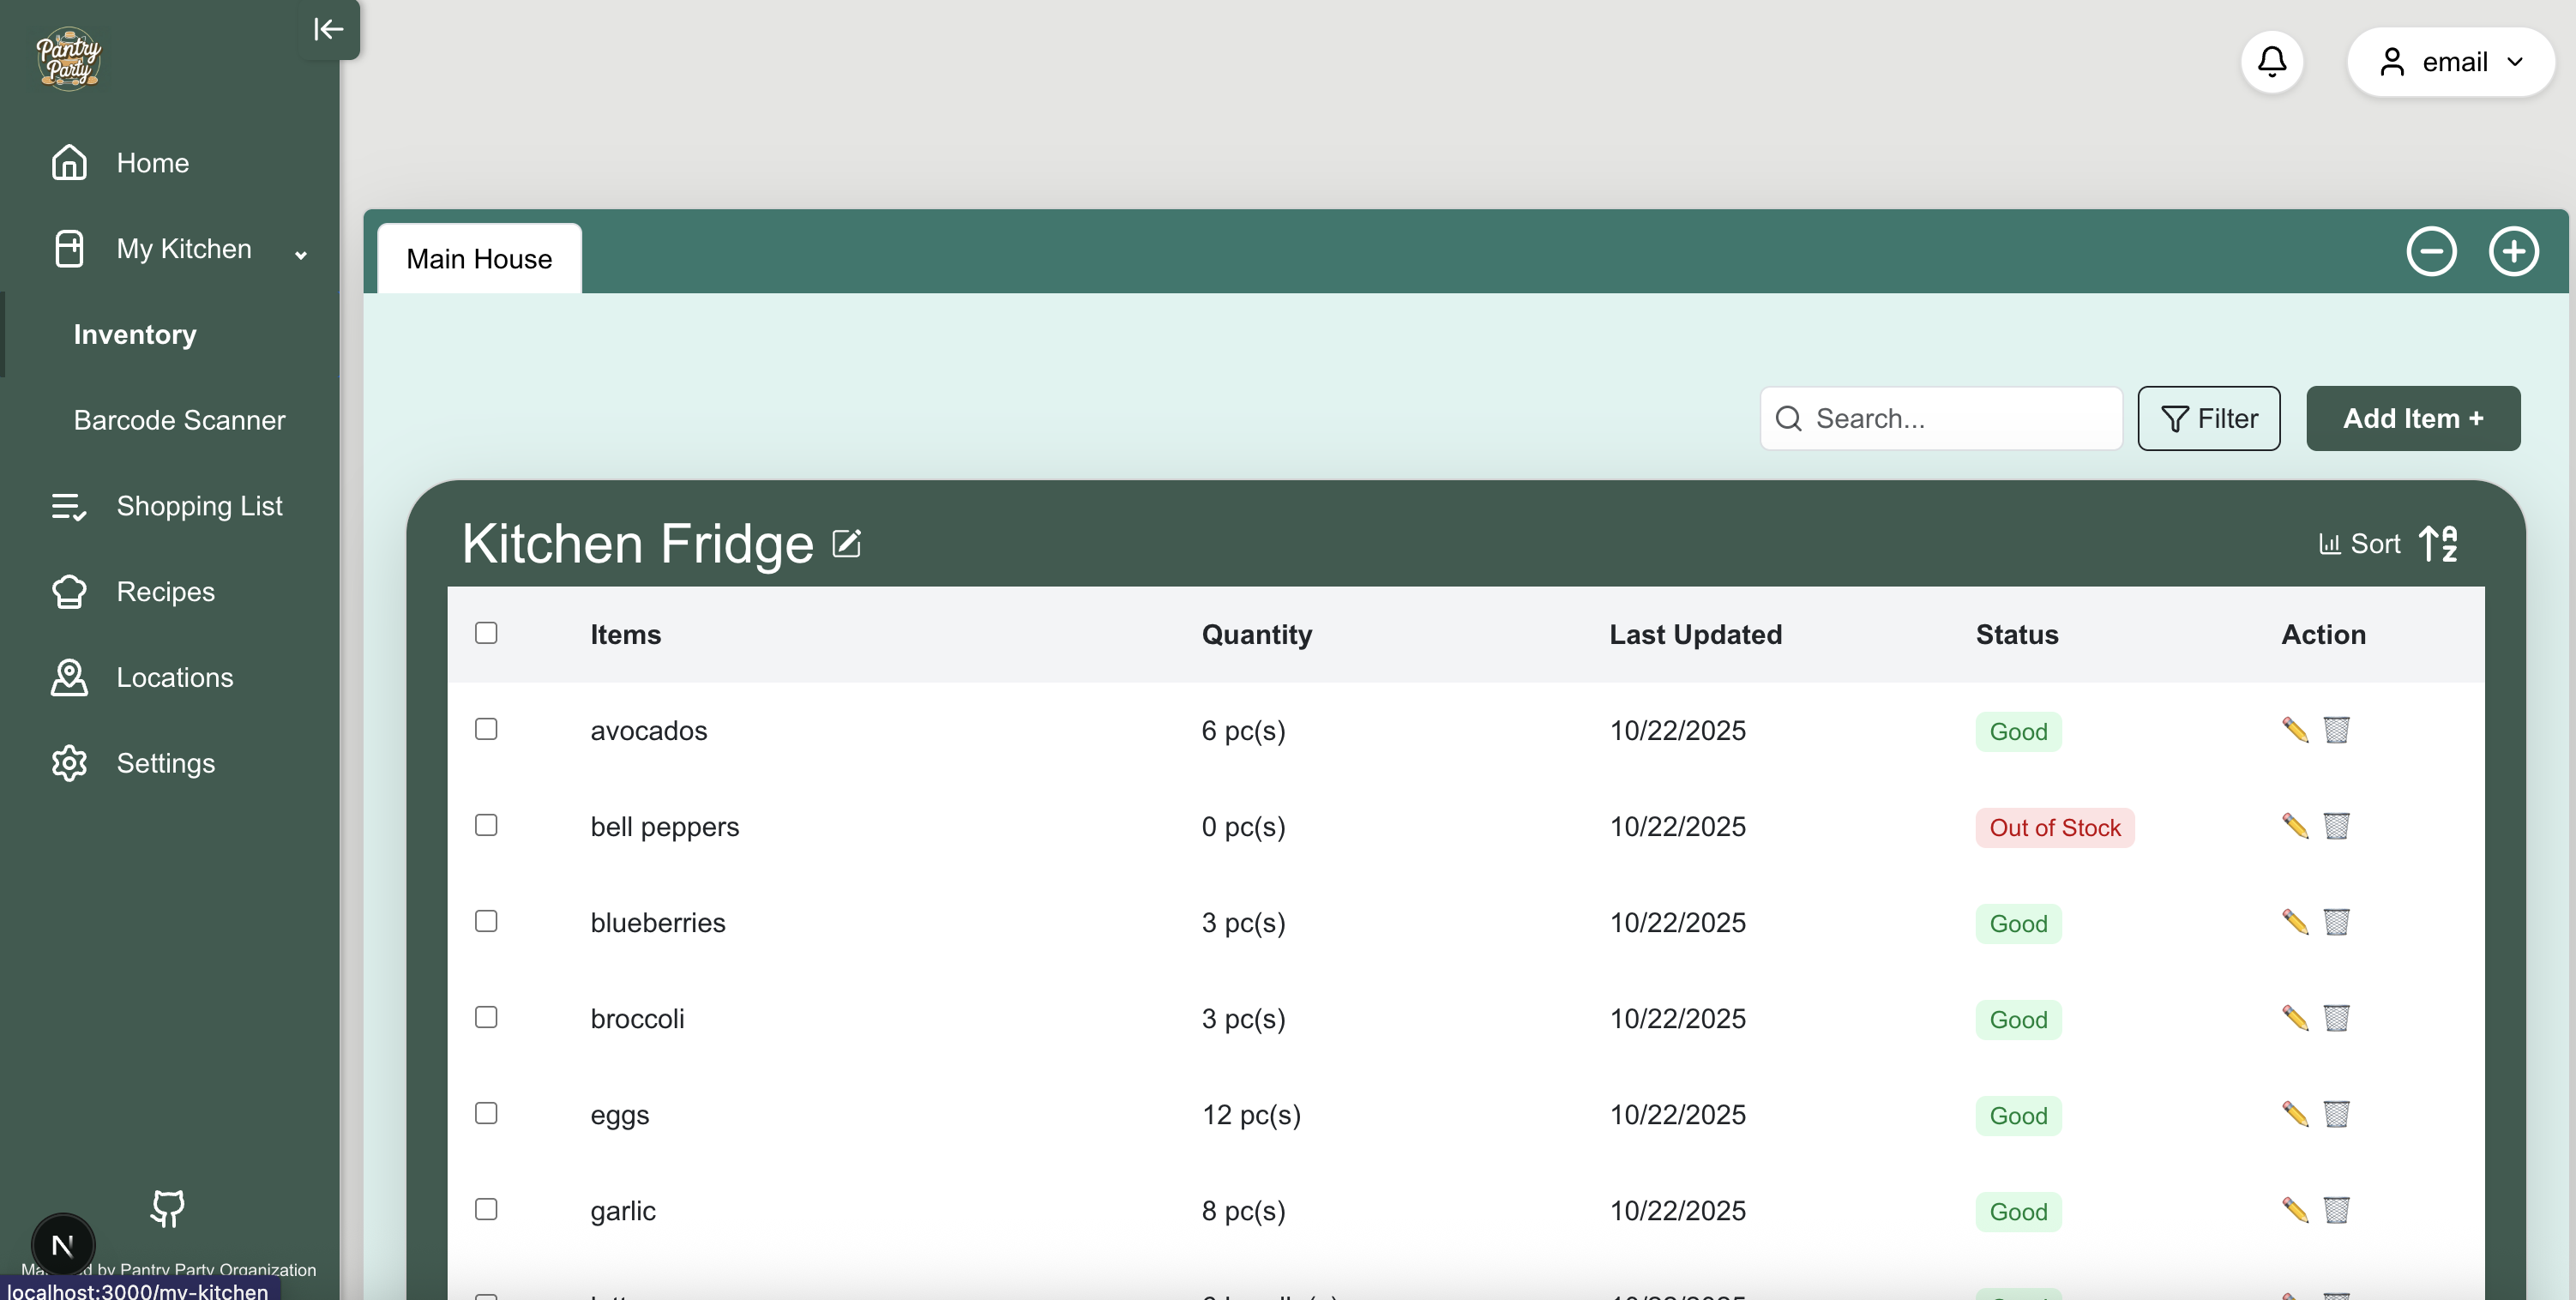 Pantry
Party
email
Home
My Kitchen
Inventory
Barcode Scanner
Shopping List
Recipes
Locations
Settings
by Pantry Party Organization
localhost:3000/my-kitchen
N
Main House
Search...
Filter
Add Item +
Kitchen Fridge
Sort A Z
Items Quantity Last Updated Status Action
avocados 6 pc(s) 10/22/2025 Good
bell peppers 0 pc(s) 10/22/2025 Out of Stock
blueberries 3 pc(s) 10/22/2025 Good
broccoli 3 pc(s) 10/22/2025 Good
eggs 12 pc(s) 10/22/2025 Good
garlic 8 pc(s) 10/22/2025 Good